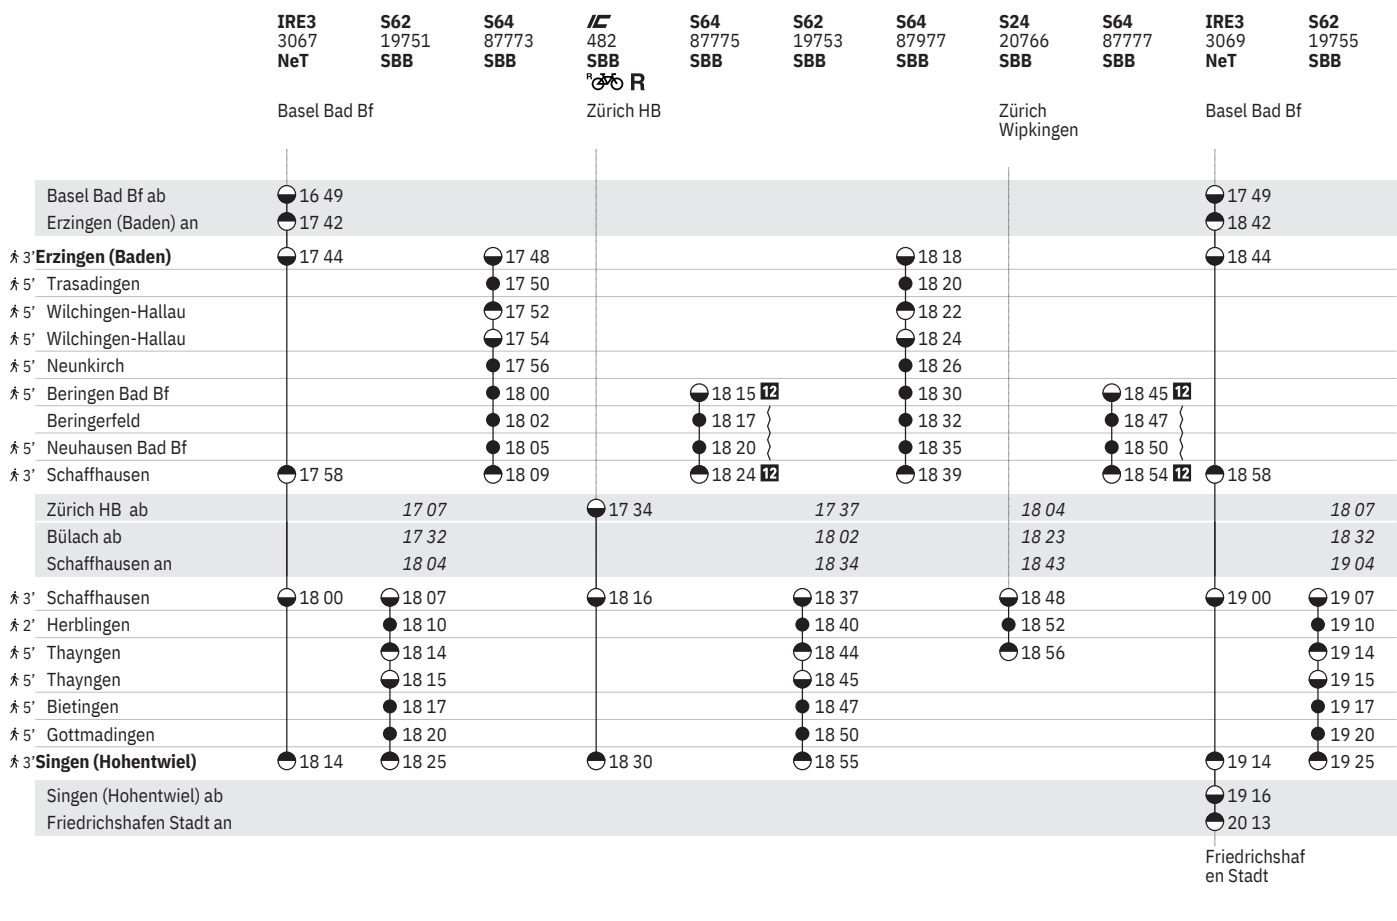 IRE3 S62 S64 IC S64 S62 S64 S24 S64 IRE3 S62
3067 19751 87773 482 87775 19753 87977 20766 87777 3069 19755
NeT SBB SBB SBB SBB SBB SBB SBB SBB NeT SBB
R R
Basel Bad Bf Zürich HB Zürich Basel Bad Bf
Wipkingen
Basel Bad Bf ab 16 49 17 49
Erzingen (Baden) an 17 42 18 42
3’ Erzingen (Baden) 17 44 17 48 18 18 18 44
5’ Trasadingen 17 50 18 20
5’ Wilchingen-Hallau 17 52 18 22
5’ Wilchingen-Hallau 17 54 18 24
5’ Neunkirch 17 56 18 26
5’ Beringen Bad Bf 18 00 18 15 12 18 30 18 45 12
Beringerfeld 18 02 18 17 18 32 18 47
5’ Neuhausen Bad Bf 18 05 18 20 18 35 18 50
3’ Schaffhausen 17 58 18 09 18 24 12 18 39 18 54 12 18 58
Zürich HB ab 17 07 17 34 17 37 18 04 18 07
Bülach ab 17 32 18 02 18 23 18 32
Schaffhausen an 18 04 18 34 18 43 19 04
3’ Schaffhausen 18 00 18 07 18 16 18 37 18 48 19 00 19 07
2’ Herblingen 18 10 18 40 18 52 19 10
5’ Thayngen 18 14 18 44 18 56 19 14
5’ Thayngen 18 15 18 45 19 15
5’ Bietingen 18 17 18 47 19 17
5’ Gottmadingen 18 20 18 50 19 20
3’ Singen (Hohentwiel) 18 14 18 25 18 30 18 55 19 14 19 25
Singen (Hohentwiel) ab 19 16
Friedrichshafen Stadt an 20 13
Friedrichshaf
en Stadt